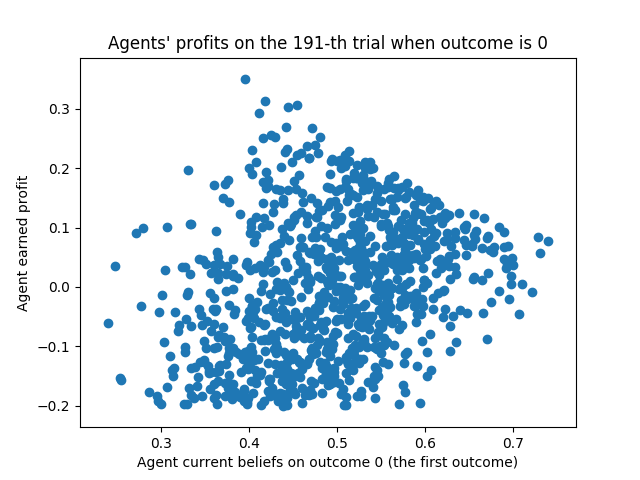 Agents' profits on the 191-th trial when outcome is 0
Agent earned profit
0.3
0.2
0.1
0.0
−0.1
−0.2
0.3 0.4 0.5 0.6 0.7
Agent current beliefs on outcome 0 (the first outcome)